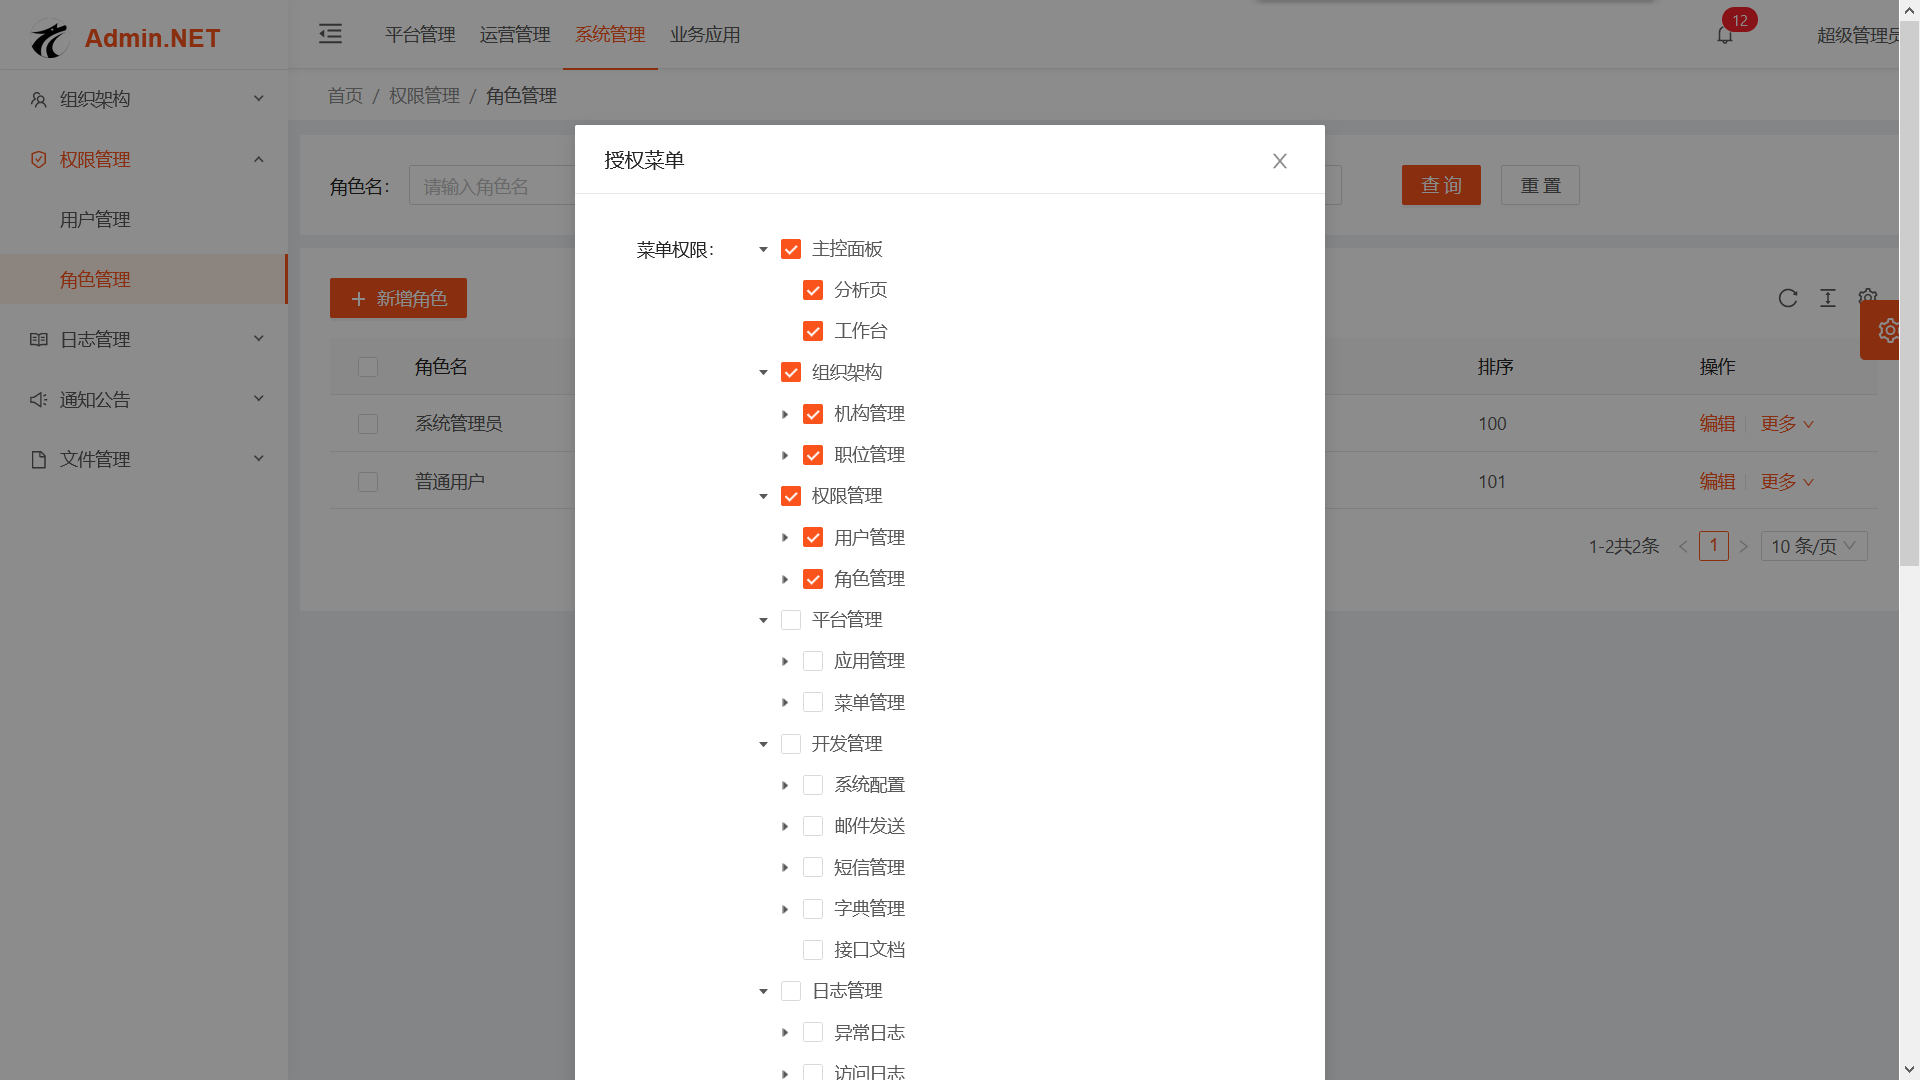 Admin.NET
平台管理 运营管理 系统管理 业务应用
12
超级管理员
首页 / 权限管理 / 角色管理
组织架构
权限管理
用户管理
角色管理
日志管理
通知公告
文件管理
角色名: 请输入角色名
查 询 重 置
新增角色
角色名 排序 操作
系统管理员 100 编辑 更多
普通用户 101 编辑 更多
1-2共2条 1 10 条/页
授权菜单
菜单权限:
主控面板
分析页
工作台
组织架构
机构管理
职位管理
权限管理
用户管理
角色管理
平台管理
应用管理
菜单管理
开发管理
系统配置
邮件发送
短信管理
字典管理
接口文档
日志管理
异常日志
访问日志